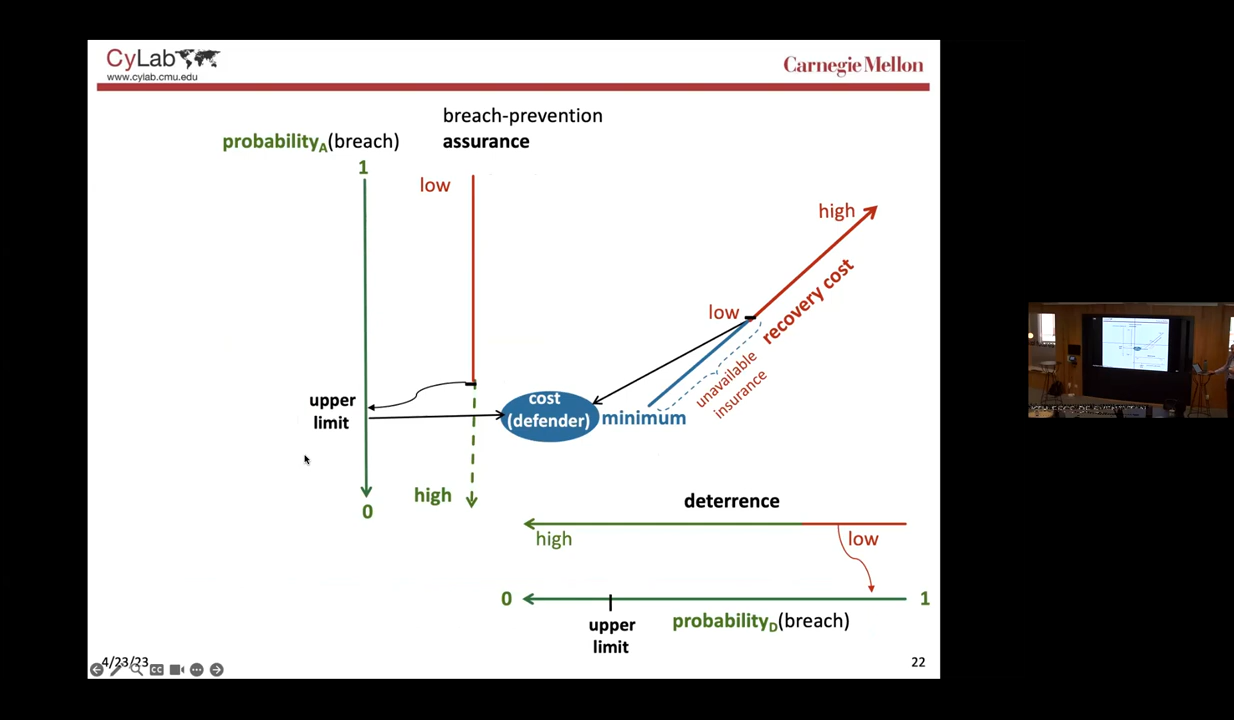 CyLab
www.cylab.cmu.edu
Carnegie Mellon
breach-prevention
assurance
probabilityA(breach)
1
low
high
low
recovery cost
unavailable
insurance
upper
limit
cost
(defender)
minimum
high
0
deterrence
high
low
0
1
upper
limit
probabilityD(breach)
4/23/23
22